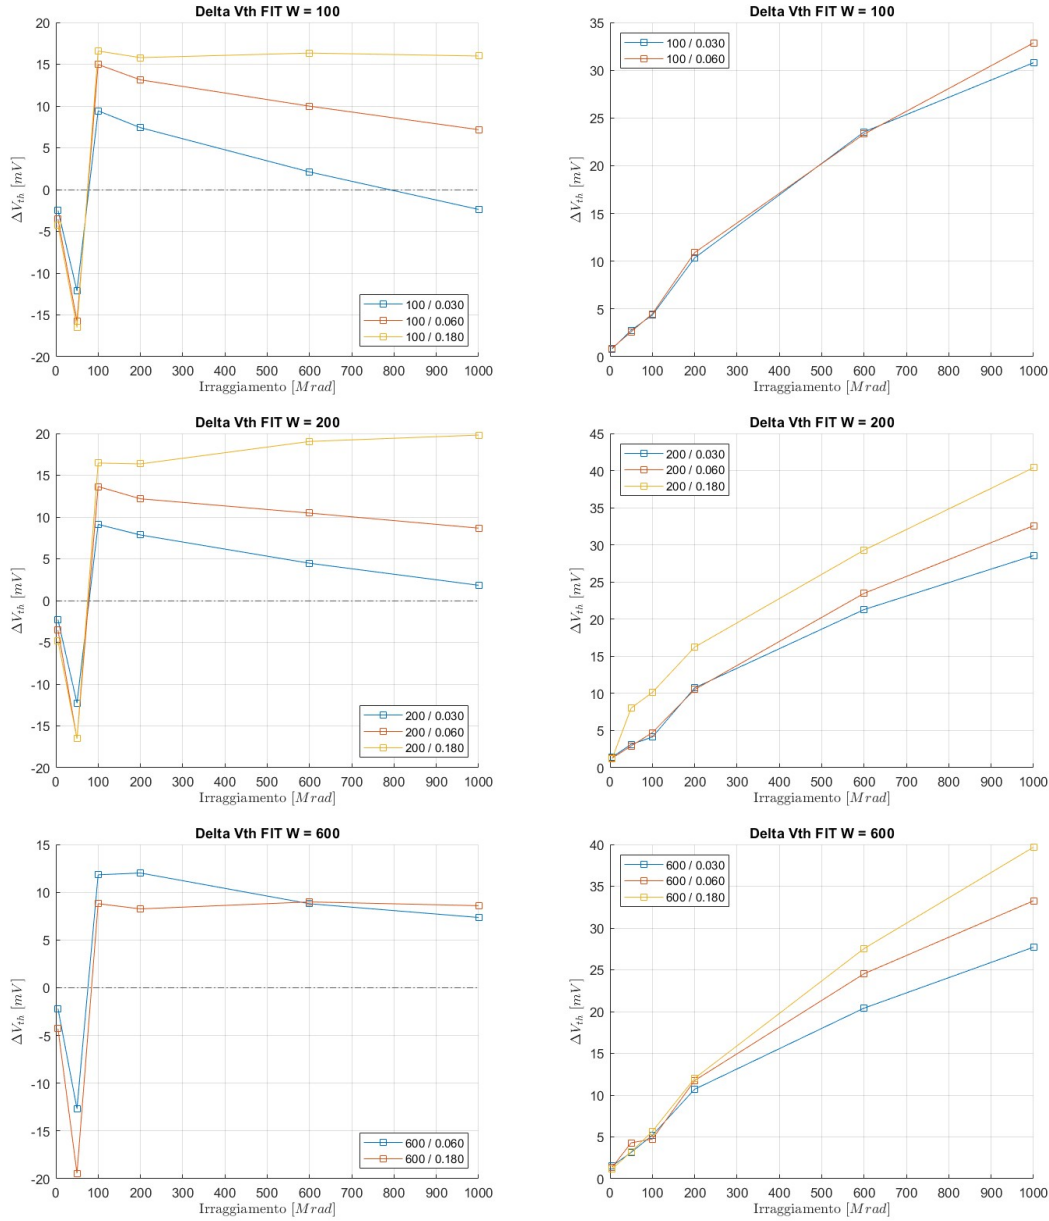 Delta Vth FIT W = 100
20
15
10
5
0
-5
-10
-15
-20
ΔV_th [mV]
100 / 0.030
100 / 0.060
100 / 0.180
0 100 200 300 400 500 600 700 800 900 1000
Irraggiamento [Mrad]
Delta Vth FIT W = 100
35
30
25
20
15
10
5
0
ΔV_th [mV]
100 / 0.030
100 / 0.060
0 100 200 300 400 500 600 700 800 900 1000
Irraggiamento [Mrad]
Delta Vth FIT W = 200
20
15
10
5
0
-5
-10
-15
-20
ΔV_th [mV]
200 / 0.030
200 / 0.060
200 / 0.180
0 100 200 300 400 500 600 700 800 900 1000
Irraggiamento [Mrad]
Delta Vth FIT W = 200
45
40
35
30
25
20
15
10
5
0
ΔV_th [mV]
200 / 0.030
200 / 0.060
200 / 0.180
0 100 200 300 400 500 600 700 800 900 1000
Irraggiamento [Mrad]
Delta Vth FIT W = 600
15
10
5
0
-5
-10
-15
-20
ΔV_th [mV]
600 / 0.060
600 / 0.180
0 100 200 300 400 500 600 700 800 900 1000
Irraggiamento [Mrad]
Delta Vth FIT W = 600
40
35
30
25
20
15
10
5
0
ΔV_th [mV]
600 / 0.030
600 / 0.060
600 / 0.180
0 100 200 300 400 500 600 700 800 900 1000
Irraggiamento [Mrad]